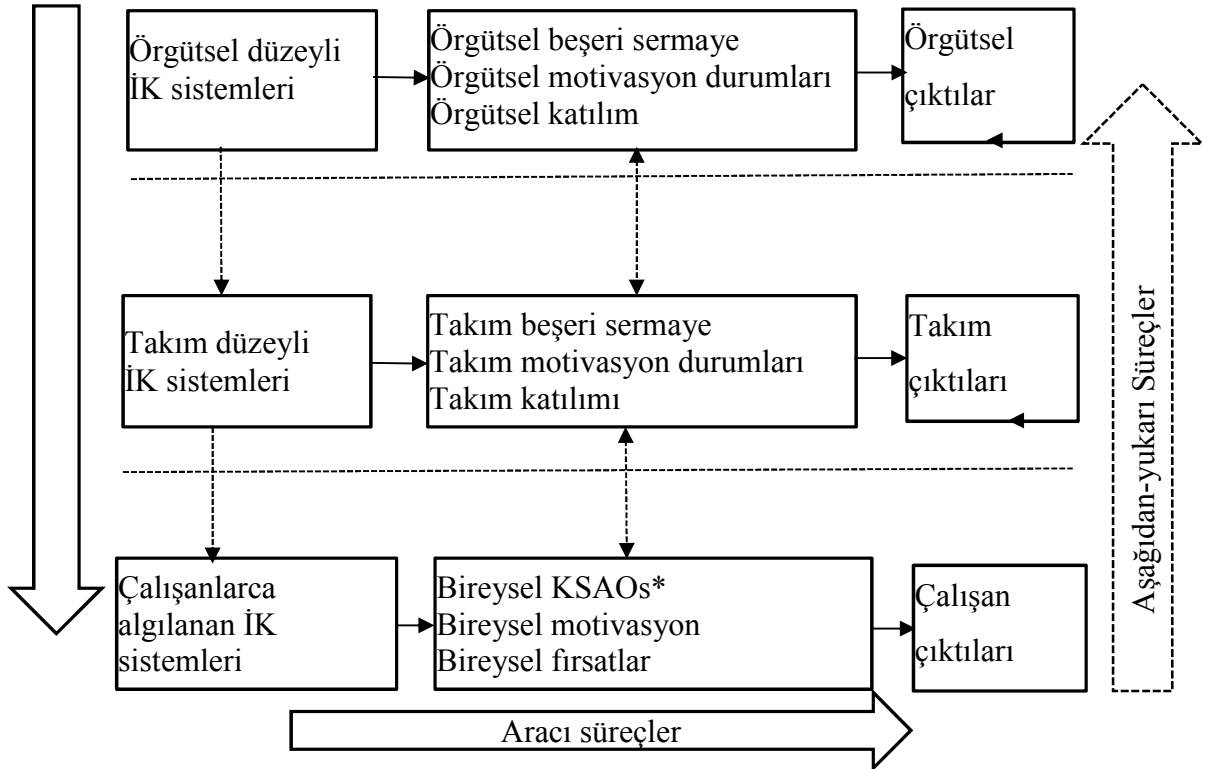 Örgütsel düzeyli
İK sistemleri
Örgütsel beşeri sermaye
Örgütsel motivasyon durumları
Örgütsel katılım
Örgütsel
çıktılar
Takım düzeyli
İK sistemleri
Takım beşeri sermaye
Takım motivasyon durumları
Takım katılımı
Takım
çıktıları
Çalışanlarca
algılanan İK
sistemleri
Bireysel KSAOs*
Bireysel motivasyon
Bireysel fırsatlar
Çalışan
çıktıları
Aşağıdan-yukarı Süreçler
Aracı süreçler